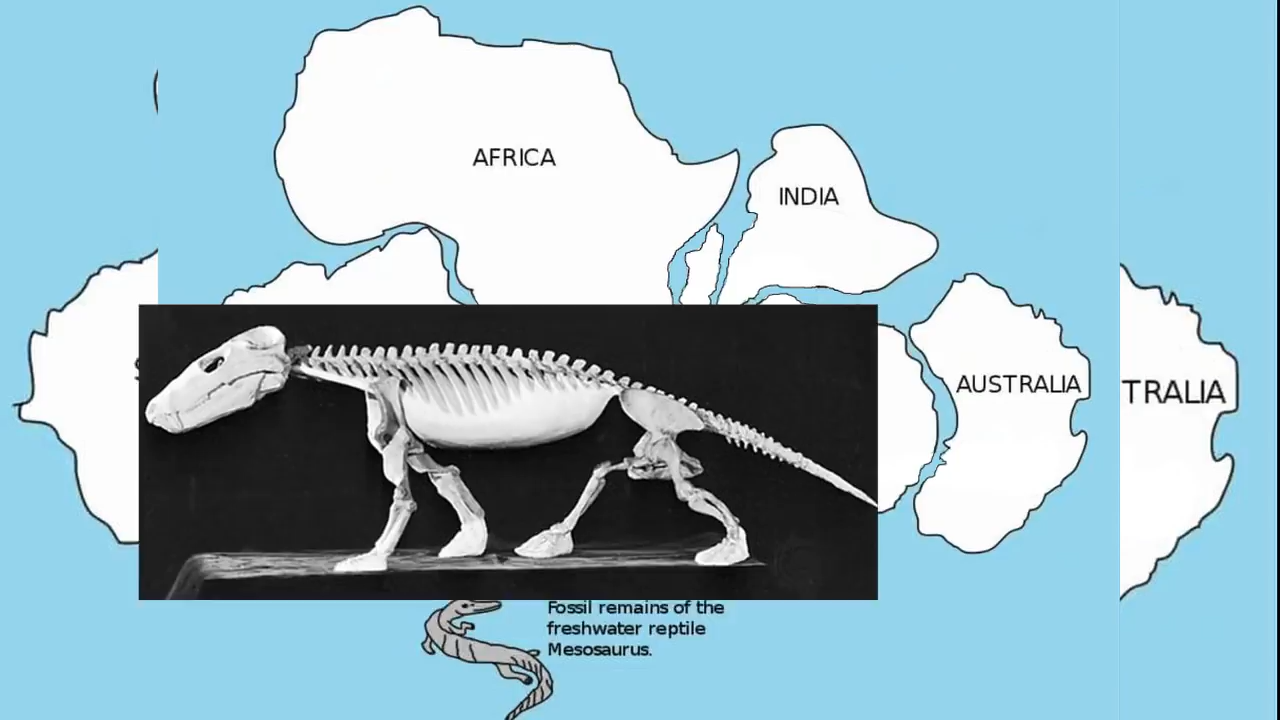 AFRICA
INDIA
AUSTRALIA
TRALIA
Fossil remains of the
freshwater reptile
Mesosaurus.